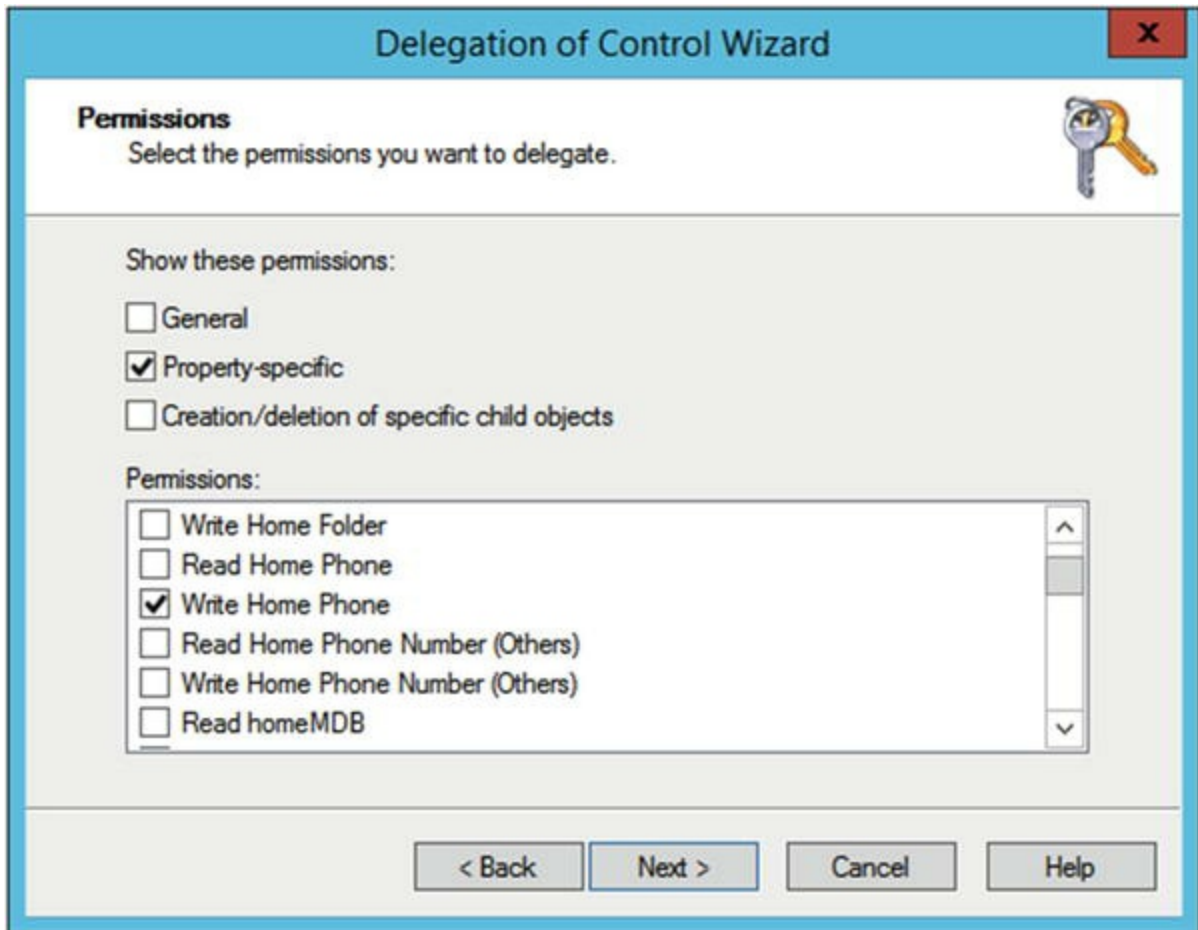 Delegation of Control Wizard
x
Permissions
Select the permissions you want to delegate.
Show these permissions:
General
Property-specific
Creation/deletion of specific child objects
Permissions:
Write Home Folder
Read Home Phone
Write Home Phone
Read Home Phone Number (Others)
Write Home Phone Number (Others)
Read homeMDB
< Back Next > Cancel Help